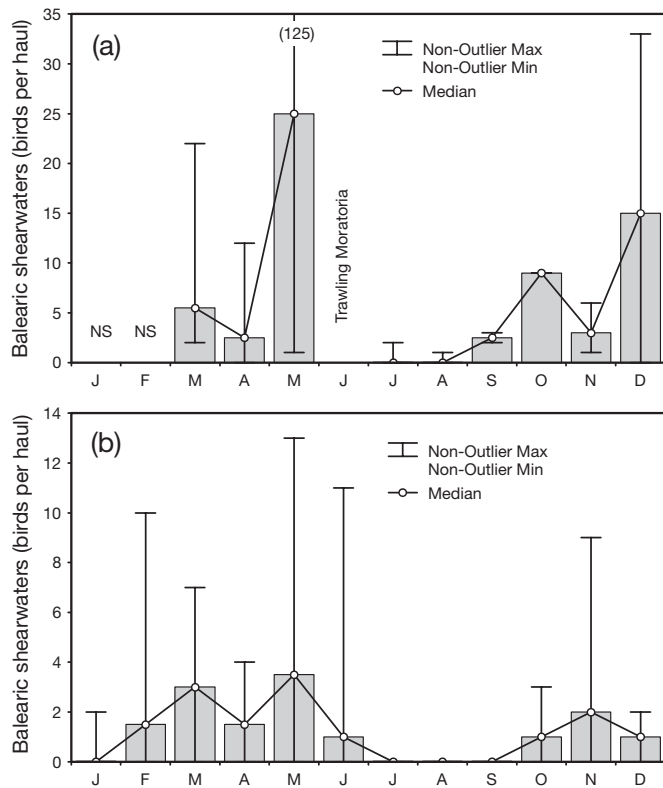 (a)
(125)
Non-Outlier Max
Non-Outlier Min
Median
Balearic shearwaters (birds per haul)
35
30
25
20
15
10
5
0
NS NS
Trawling Moratoria
J F M A M J J A S O N D
(b)
Non-Outlier Max
Non-Outlier Min
Median
Balearic shearwaters (birds per haul)
14
12
10
8
6
4
2
0
J F M A M J J A S O N D